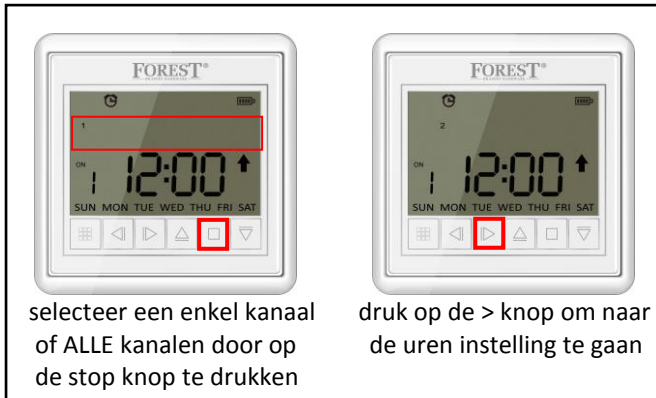 FOREST®
1
ON
1 12:00
SUN MON TUE WED THU FRI SAT
selecteer een enkel kanaal
of ALLE kanalen door op
de stop knop te drukken
FOREST®
2
ON
1 12:00
SUN MON TUE WED THU FRI SAT
druk op de > knop om naar
de uren instelling te gaan